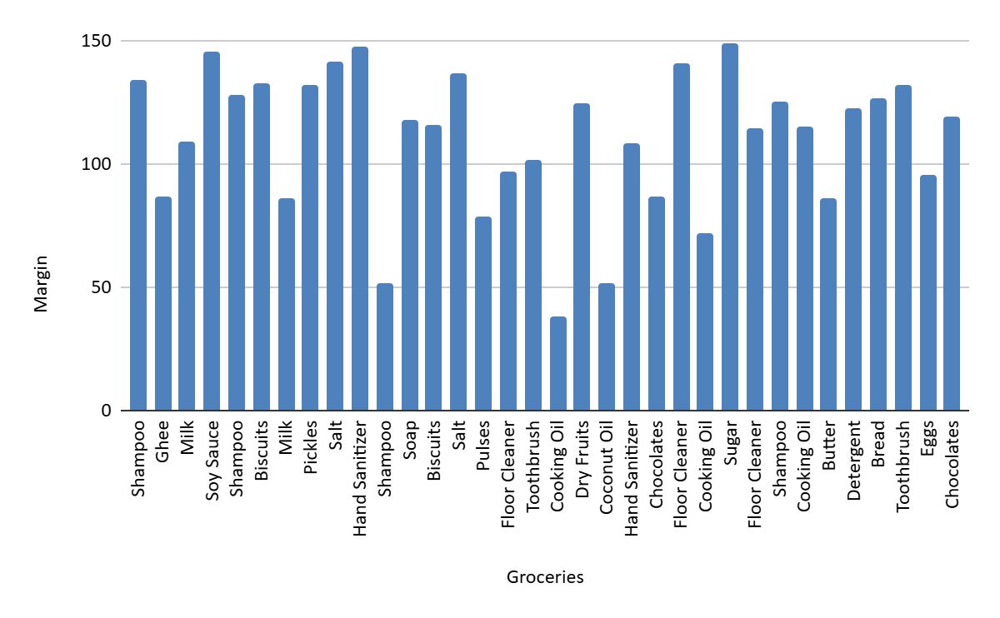 150
100
50
0
Margin
Shampoo
Ghee
Milk
Soy Sauce
Shampoo
Biscuits
Milk
Pickles
Salt
Hand Sanitizer
Shampoo
Soap
Biscuits
Salt
Pulses
Floor Cleaner
Toothbrush
Cooking Oil
Dry Fruits
Coconut Oil
Hand Sanitizer
Chocolates
Floor Cleaner
Cooking Oil
Sugar
Floor Cleaner
Shampoo
Cooking Oil
Butter
Detergent
Bread
Toothbrush
Eggs
Chocolates
Groceries